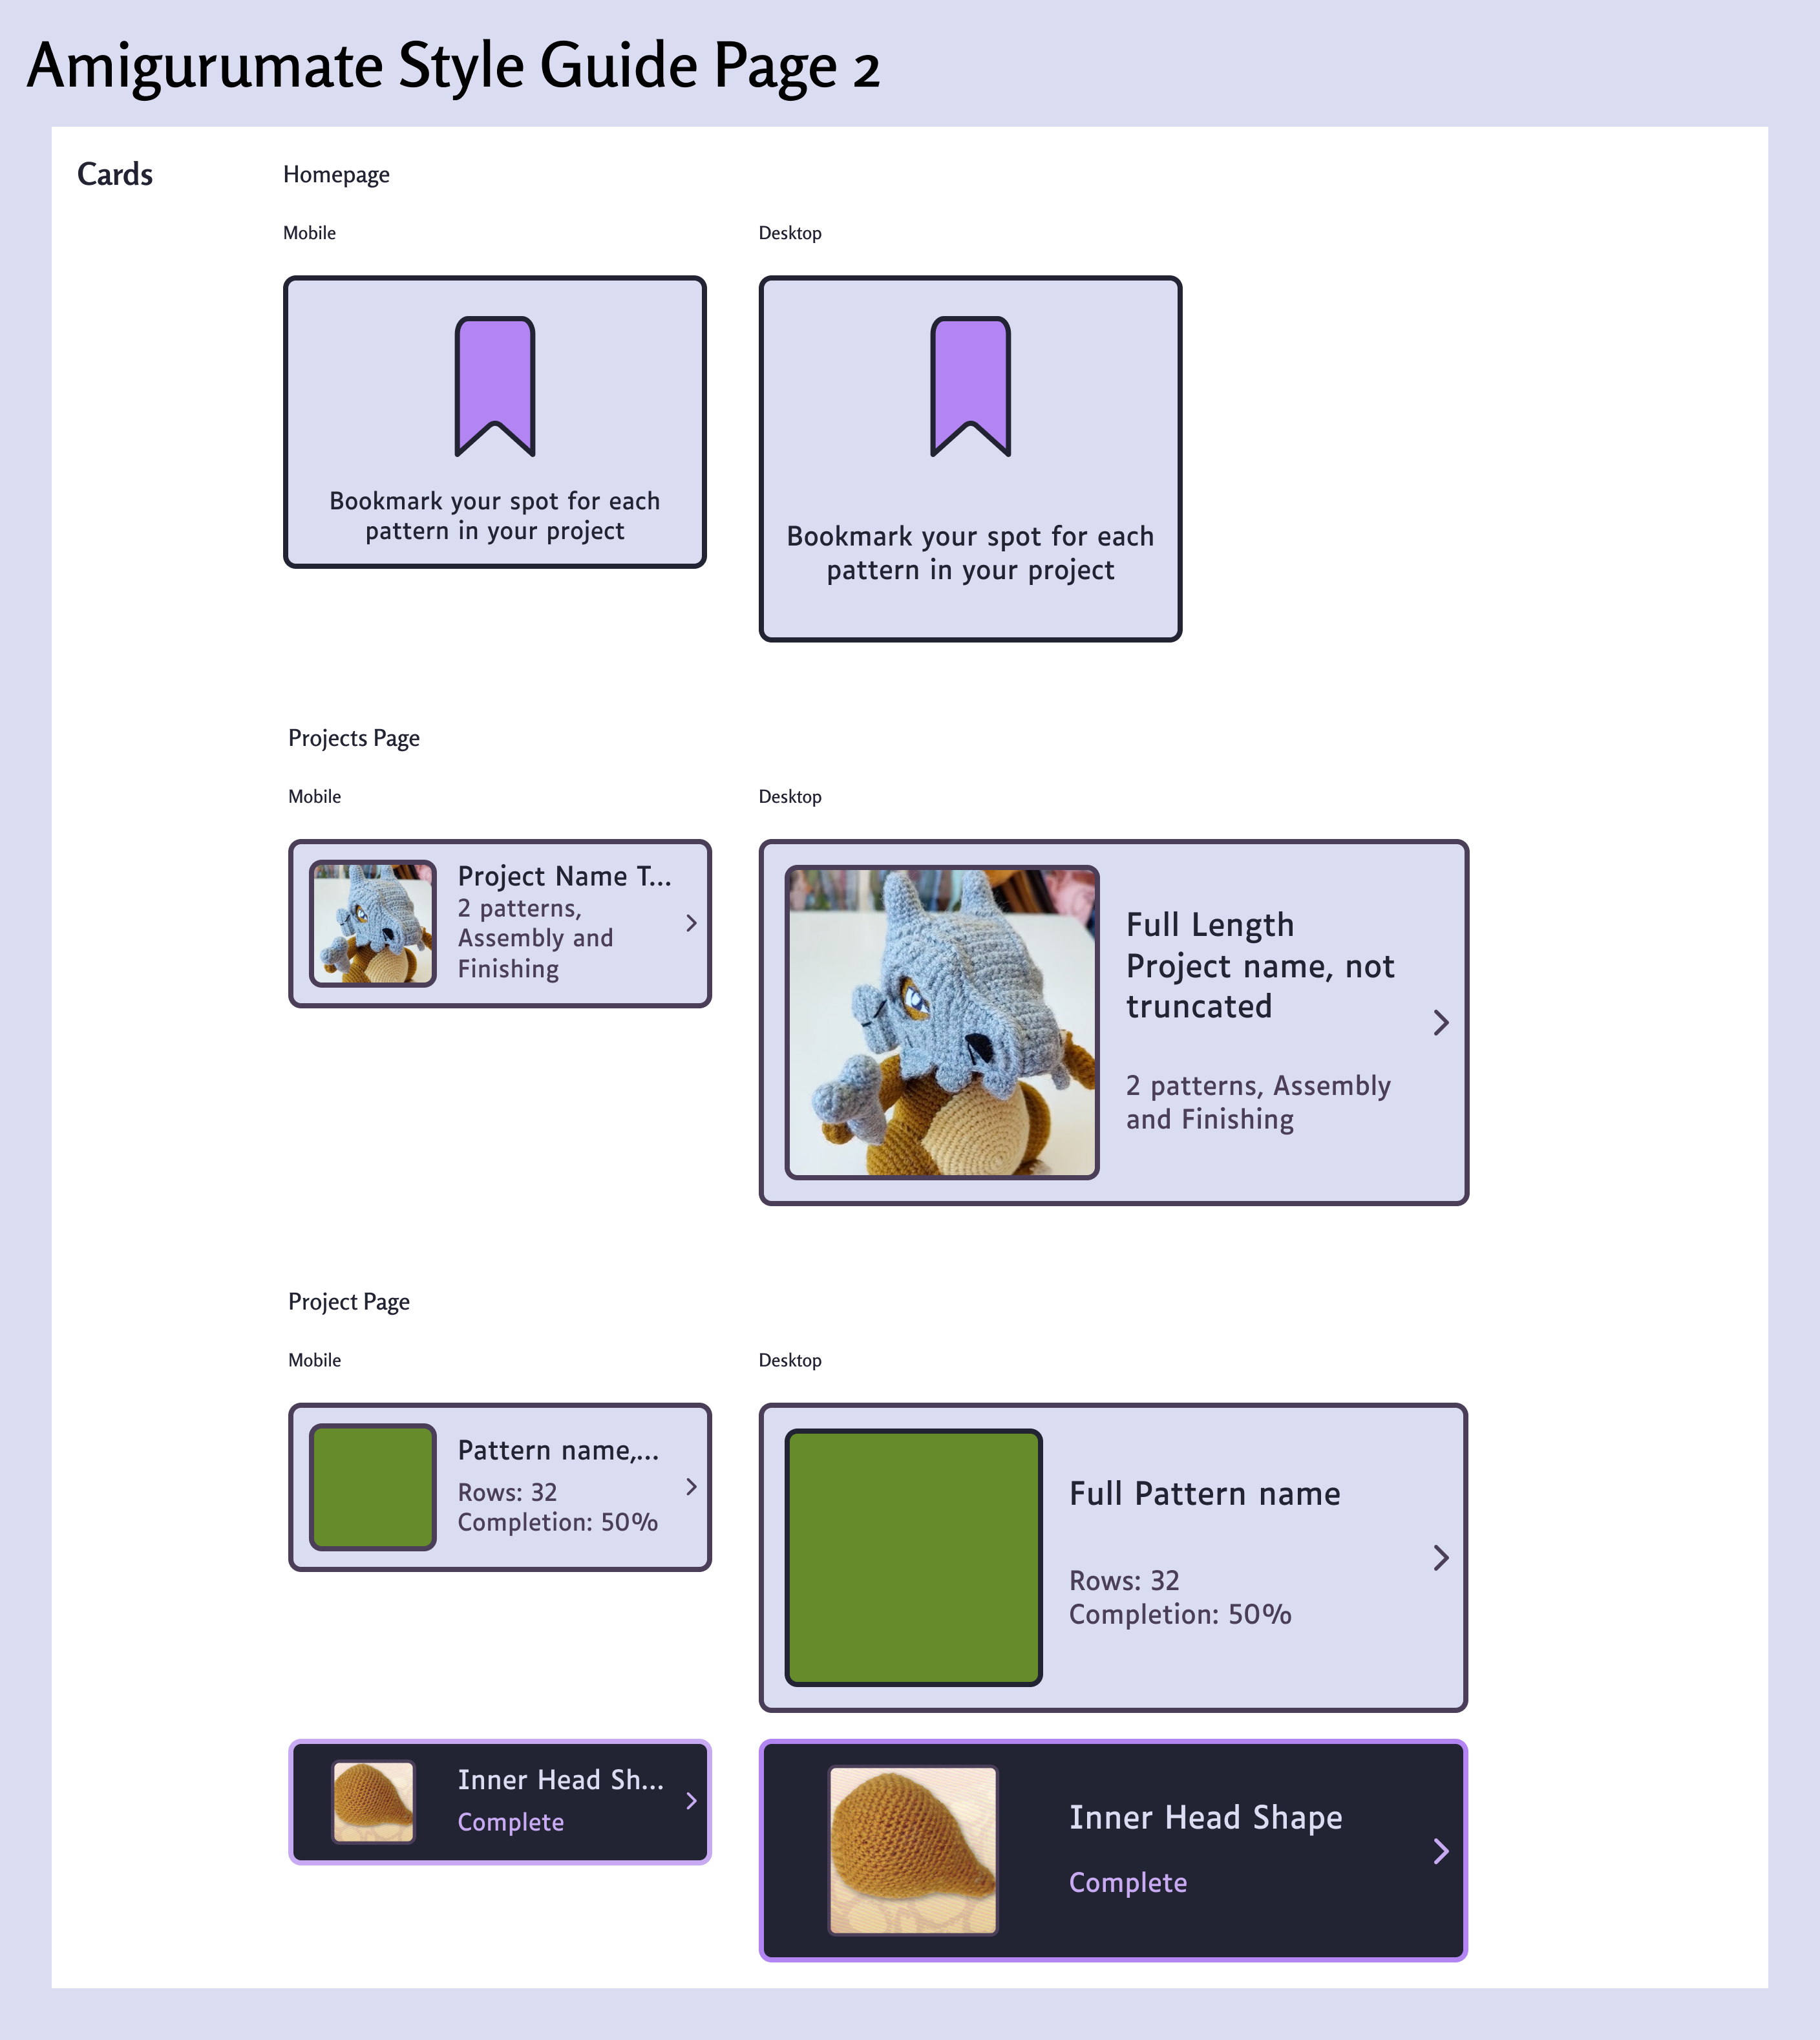 Amigurumate Style Guide Page 2
Cards
Homepage
Mobile
Desktop
Bookmark your spot for each
pattern in your project
Bookmark your spot for each
pattern in your project
Projects Page
Mobile
Desktop
Project Name T...
2 patterns,
Assembly and
Finishing
Full Length
Project name, not
truncated
2 patterns, Assembly
and Finishing
Project Page
Mobile
Desktop
Pattern name,...
Rows: 32
Completion: 50%
Full Pattern name
Rows: 32
Completion: 50%
Inner Head Sh...
Complete
Inner Head Shape
Complete